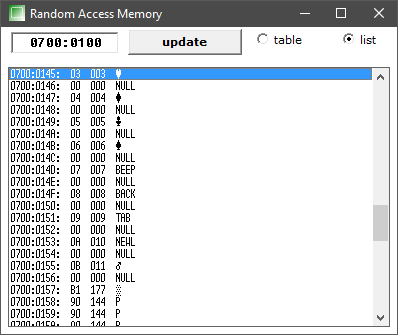 Random Access Memory
0700:0100 update table list
0700:0145: 03 003 ♥
0700:0146: 00 000 NULL
0700:0147: 04 004 ♦
0700:0148: 00 000 NULL
0700:0149: 05 005 ♣
0700:014A: 00 000 NULL
0700:014B: 06 006 ♠
0700:014C: 00 000 NULL
0700:014D: 07 007 BEEP
0700:014E: 00 000 NULL
0700:014F: 08 008 BACK
0700:0150: 00 000 NULL
0700:0151: 09 009 TAB
0700:0152: 00 000 NULL
0700:0153: 0A 010 NEWL
0700:0154: 00 000 NULL
0700:0155: 0B 011 ♂
0700:0156: 00 000 NULL
0700:0157: B1 177 ▒
0700:0158: 90 144 P
0700:0159: 90 144 P
0700:015A: 90 144 P